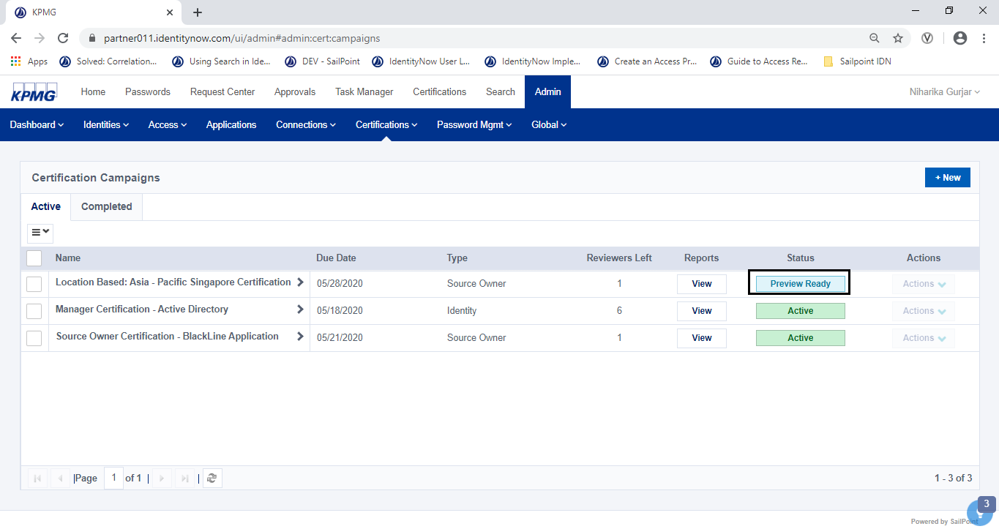 KPMG
partner011.identitynow.com/ui/admin#admin:cert:campaigns
Apps Solved: Correlation... Using Search in Ide... DEV - SailPoint IdentityNow User L... IdentityNow Imple... Create an Access Pr... Guide to Access Re... Sailpoint IDN
KPMG Home Passwords Request Center Approvals Task Manager Certifications Search Admin Niharika Gurjar
Dashboard Identities Access Applications Connections Certifications Password Mgmt Global
Certification Campaigns + New
Active Completed
Name Due Date Type Reviewers Left Reports Status Actions
Location Based: Asia - Pacific Singapore Certification 05/28/2020 Source Owner 1 View Preview Ready Actions
Manager Certification - Active Directory 05/18/2020 Identity 6 View Active Actions
Source Owner Certification - BlackLine Application 05/21/2020 Source Owner 1 View Active Actions
|Page 1 of 1 | | 1 - 3 of 3
3
Powered by SailPoint